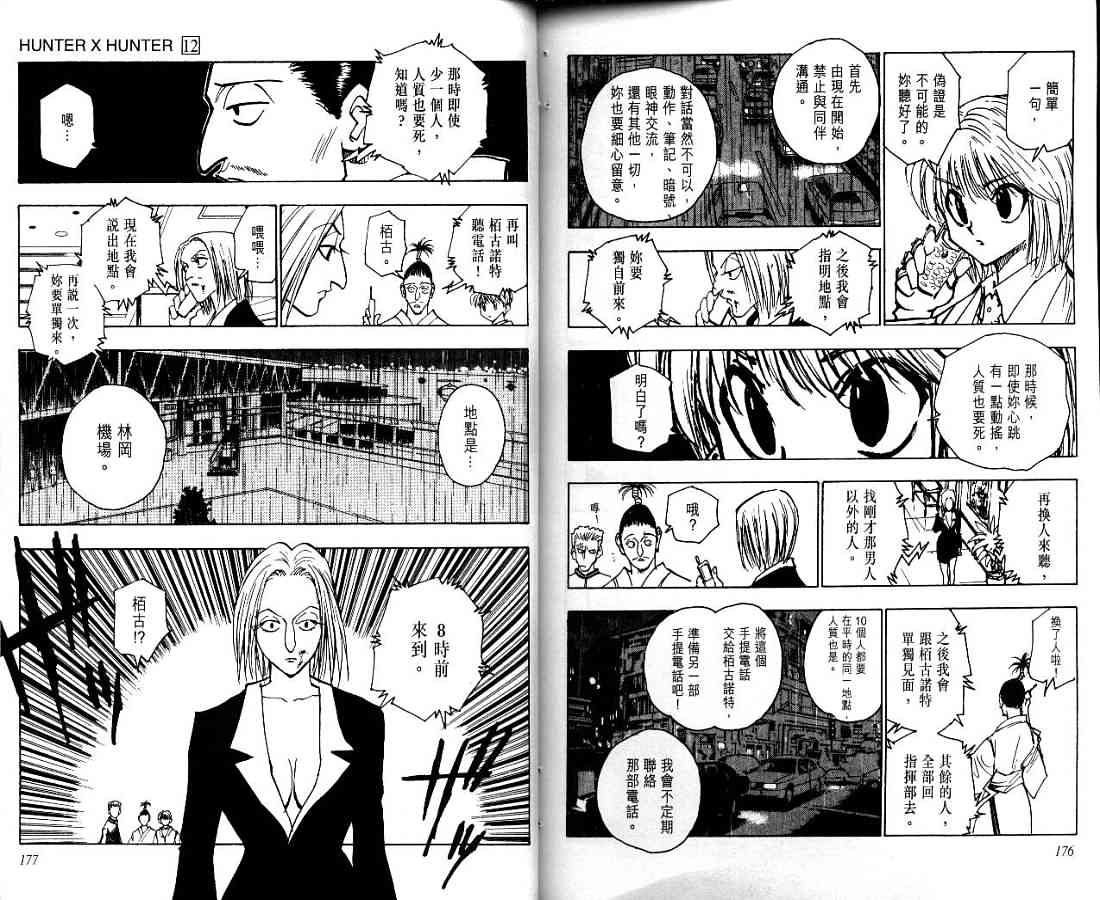 簡單
一句，
偽證是
不可能的。
妳聽好了。
首先
由現在開始
禁止與同伴
溝通。
對話當然不可以，
動作、筆記、暗號、
眼神交流，
還有其他一切，
妳也要細心留意。
之後我會
指明地點，
妳要
獨自前來。
那時候，
即使妳心跳
有一點動搖，
人質也要死。
明白了嗎？
再換人來聽，
找剛才那男人
以外的人。
哦？
換了人啦！
之後我會
跟栢古諾特
單獨見面，
其餘的人，
全部回
指揮部去。
10個人都要
在平時的同一地點，
人質也是。
將這個
手提電話
交給栢古諾特，
準備另一部
手提電話吧！
我會不定期
聯絡
那部電話。
176
HUNTER X HUNTER 12
那時即使
少一個人，
人質也要死，
知道嗎？
嗯…
再叫
栢古諾特
聽電話！
栢古
喂喂…
現在我會
說出地點。
再說一次，
妳要單獨來。
地點是…
林岡
機場。
8時前
來到。
栢古!?
177